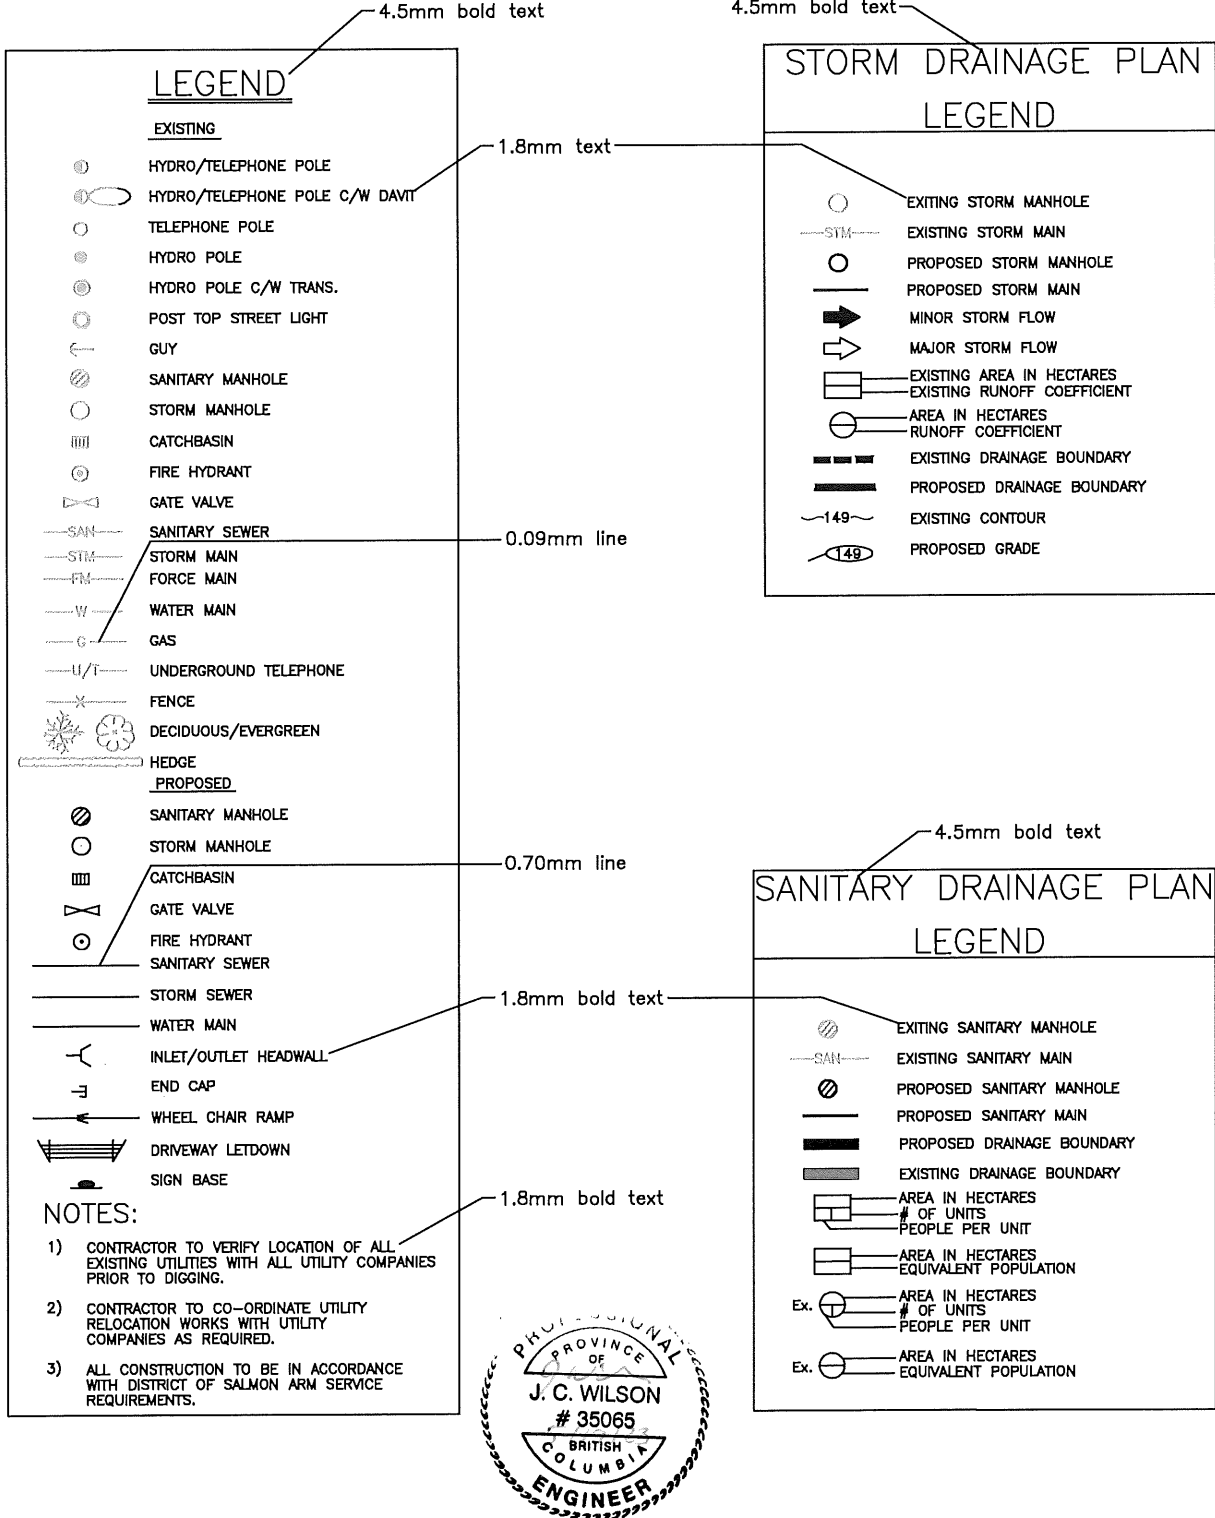 4.5mm bold text
LEGEND
EXISTING
HYDRO/TELEPHONE POLE
HYDRO/TELEPHONE POLE C/W DAVIT
TELEPHONE POLE
HYDRO POLE
HYDRO POLE C/W TRANS.
POST TOP STREET LIGHT
GUY
SANITARY MANHOLE
STORM MANHOLE
CATCHBASIN
FIRE HYDRANT
GATE VALVE
SAN SANITARY SEWER
STM STORM MAIN
FM FORCE MAIN
W WATER MAIN
G GAS
U/T UNDERGROUND TELEPHONE
X FENCE
DECIDUOUS/EVERGREEN
HEDGE
PROPOSED
SANITARY MANHOLE
STORM MANHOLE
CATCHBASIN
GATE VALVE
FIRE HYDRANT
SANITARY SEWER
STORM SEWER
WATER MAIN
INLET/OUTLET HEADWALL
END CAP
WHEEL CHAIR RAMP
DRIVEWAY LETDOWN
SIGN BASE
NOTES:
1) CONTRACTOR TO VERIFY LOCATION OF ALL
EXISTING UTILITIES WITH ALL UTILITY COMPANIES
PRIOR TO DIGGING.
2) CONTRACTOR TO CO-ORDINATE UTILITY
RELOCATION WORKS WITH UTILITY
COMPANIES AS REQUIRED.
3) ALL CONSTRUCTION TO BE IN ACCORDANCE
WITH DISTRICT OF SALMON ARM SERVICE
REQUIREMENTS.
1.8mm text
0.09mm line
0.70mm line
1.8mm bold text
1.8mm bold text
4.5mm bold text
STORM DRAINAGE PLAN
LEGEND
EXITING STORM MANHOLE
STM EXISTING STORM MAIN
PROPOSED STORM MANHOLE
PROPOSED STORM MAIN
MINOR STORM FLOW
MAJOR STORM FLOW
EXISTING AREA IN HECTARES
EXISTING RUNOFF COEFFICIENT
AREA IN HECTARES
RUNOFF COEFFICIENT
EXISTING DRAINAGE BOUNDARY
PROPOSED DRAINAGE BOUNDARY
149 EXISTING CONTOUR
149 PROPOSED GRADE
4.5mm bold text
SANITARY DRAINAGE PLAN
LEGEND
EXITING SANITARY MANHOLE
SAN EXISTING SANITARY MAIN
PROPOSED SANITARY MANHOLE
PROPOSED SANITARY MAIN
PROPOSED DRAINAGE BOUNDARY
EXISTING DRAINAGE BOUNDARY
AREA IN HECTARES
# OF UNITS
PEOPLE PER UNIT
AREA IN HECTARES
EQUIVALENT POPULATION
Ex. AREA IN HECTARES
# OF UNITS
PEOPLE PER UNIT
Ex. AREA IN HECTARES
EQUIVALENT POPULATION
PROFESSIONAL
PROVINCE
OF
J. C. WILSON
# 35065
BRITISH
COLUMBIA
ENGINEER